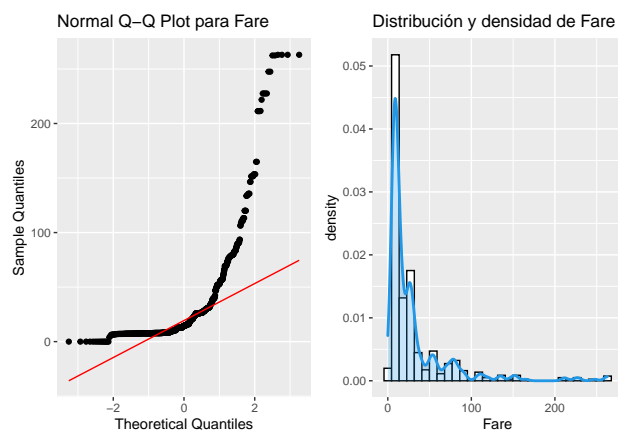 Normal Q−Q Plot para Fare
200
100
0
Sample Quantiles
−2
0
2
Theoretical Quantiles
Distribución y densidad de Fare
0.05
0.04
0.03
0.02
0.01
0.00
density
0
100
200
Fare